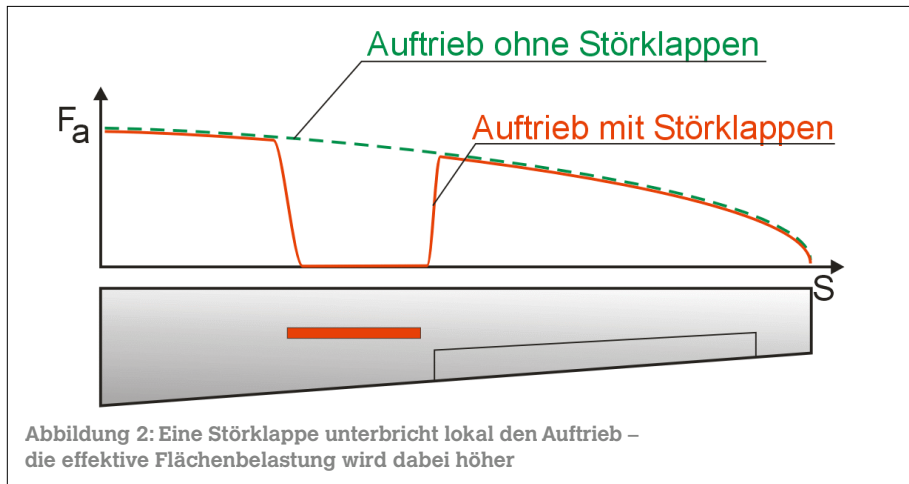 Auftrieb ohne Störklappen
Fa
Auftrieb mit Störklappen
S
Abbildung 2: Eine Störklappe unterbricht lokal den Auftrieb –
die effektive Flächenbelastung wird dabei höher